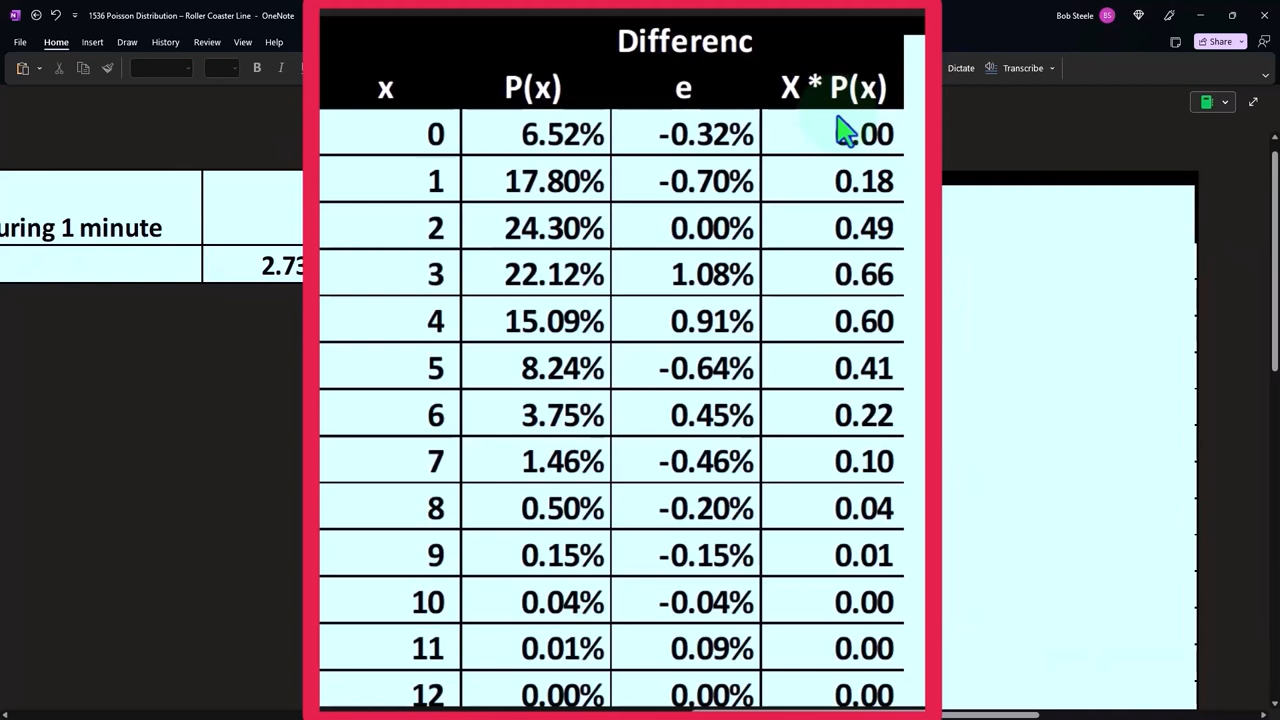 1536 Poisson Distribution – Roller Coaster Line - OneNote
Bob Steele BS
File Home Insert Draw History Review View Help
Share
B I
Dictate Transcribe
Differenc
x P(x) e X * P(x)
0 6.52% -0.32% .00
1 17.80% -0.70% 0.18
2 24.30% 0.00% 0.49
3 22.12% 1.08% 0.66
4 15.09% 0.91% 0.60
5 8.24% -0.64% 0.41
6 3.75% 0.45% 0.22
7 1.46% -0.46% 0.10
8 0.50% -0.20% 0.04
9 0.15% -0.15% 0.01
10 0.04% -0.04% 0.00
11 0.01% 0.09% 0.00
12 0.00% 0.00% 0.00
uring 1 minute
2.73